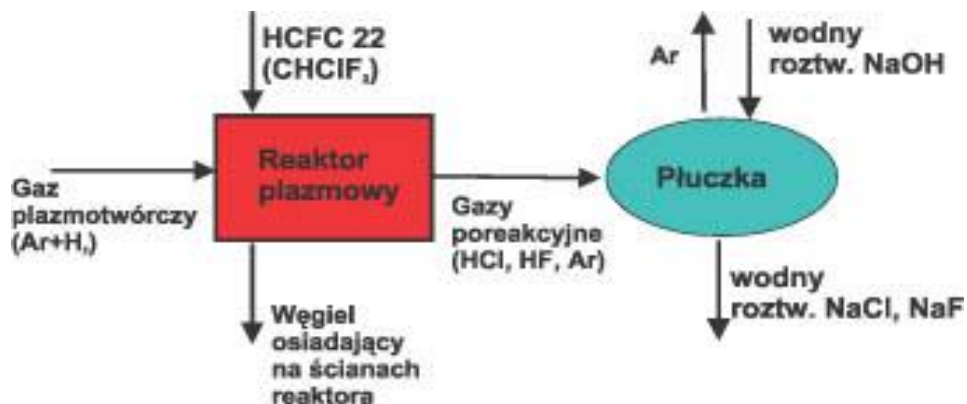 HCFC 22
(CHClF₂)
Ar
wodny
roztw. NaOH
Reaktor
plazmowy
Płuczka
Gaz
plazmotwórczy
(Ar+H₂)
Gazy
poreakcyjne
(HCl, HF, Ar)
wodny
roztw. NaCl, NaF
Węgiel
osiadający
na ścianach
reaktora